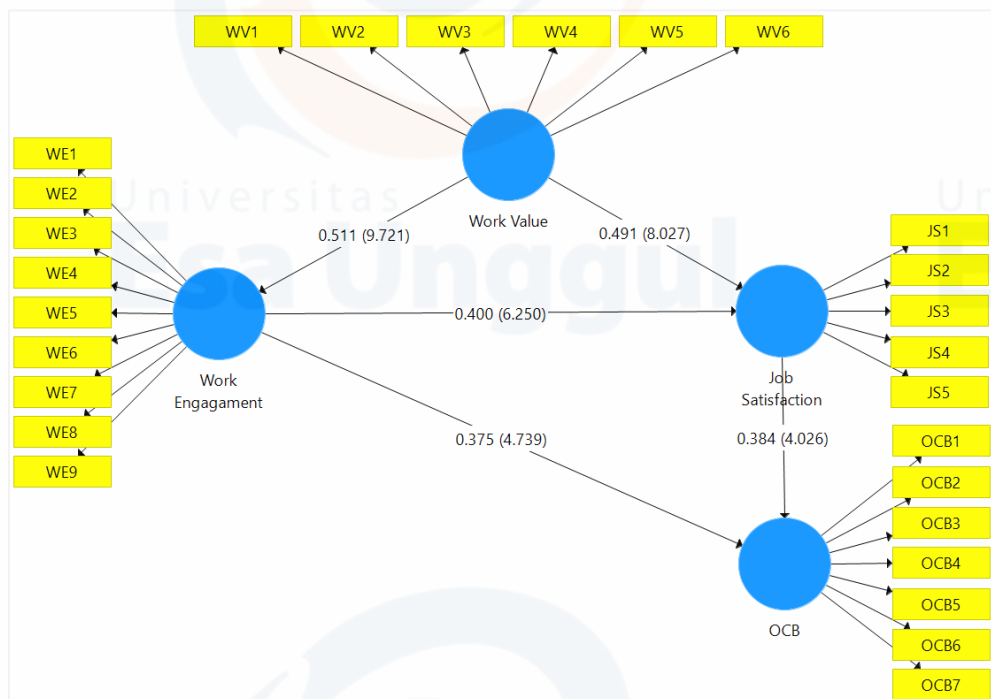 WV1
WV2
WV3
WV4
WV5
WV6
Work Value
WE1
WE2
WE3
WE4
WE5
WE6
WE7
WE8
WE9
Universitas
Esa Unggul
0.511 (9.721)
0.491 (8.027)
0.400 (6.250)
Work
Engagament
Job
Satisfaction
JS1
JS2
JS3
JS4
JS5
0.375 (4.739)
0.384 (4.026)
OCB1
OCB2
OCB3
OCB4
OCB5
OCB6
OCB7
OCB